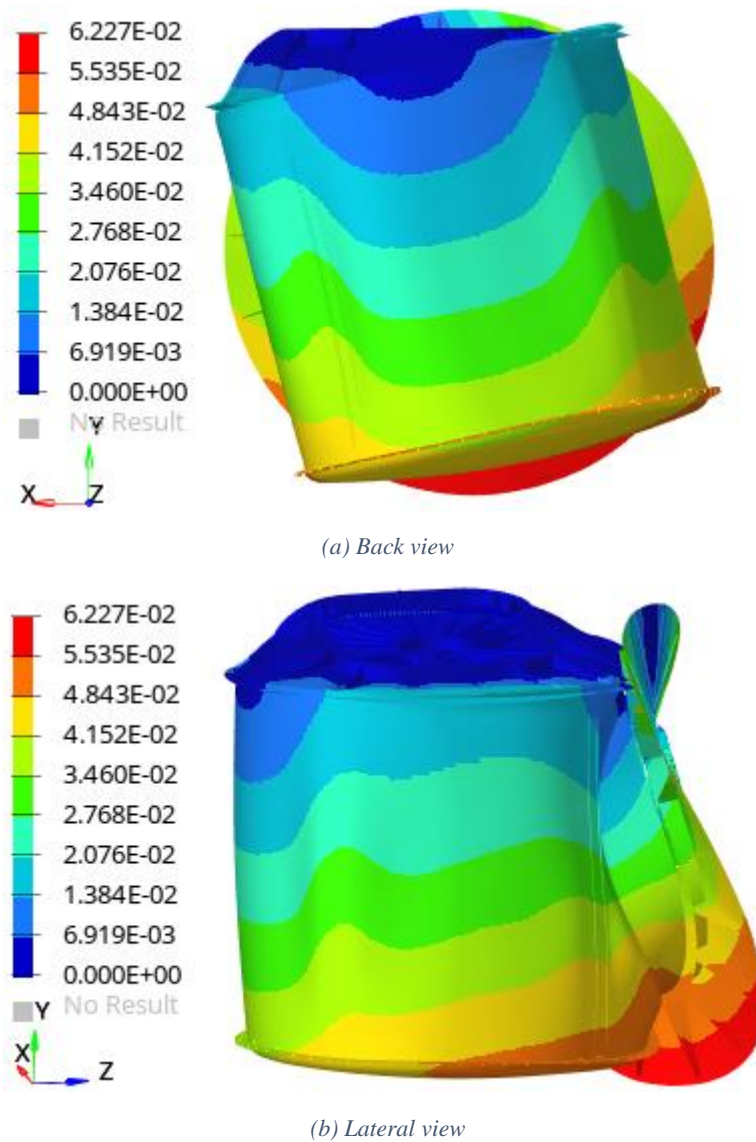 6.227E-02
5.535E-02
4.843E-02
4.152E-02
3.460E-02
2.768E-02
2.076E-02
1.384E-02
6.919E-03
0.000E+00
No Result
Y
X
Z
(a) Back view
6.227E-02
5.535E-02
4.843E-02
4.152E-02
3.460E-02
2.768E-02
2.076E-02
1.384E-02
6.919E-03
0.000E+00
Y No Result
X
Z
(b) Lateral view